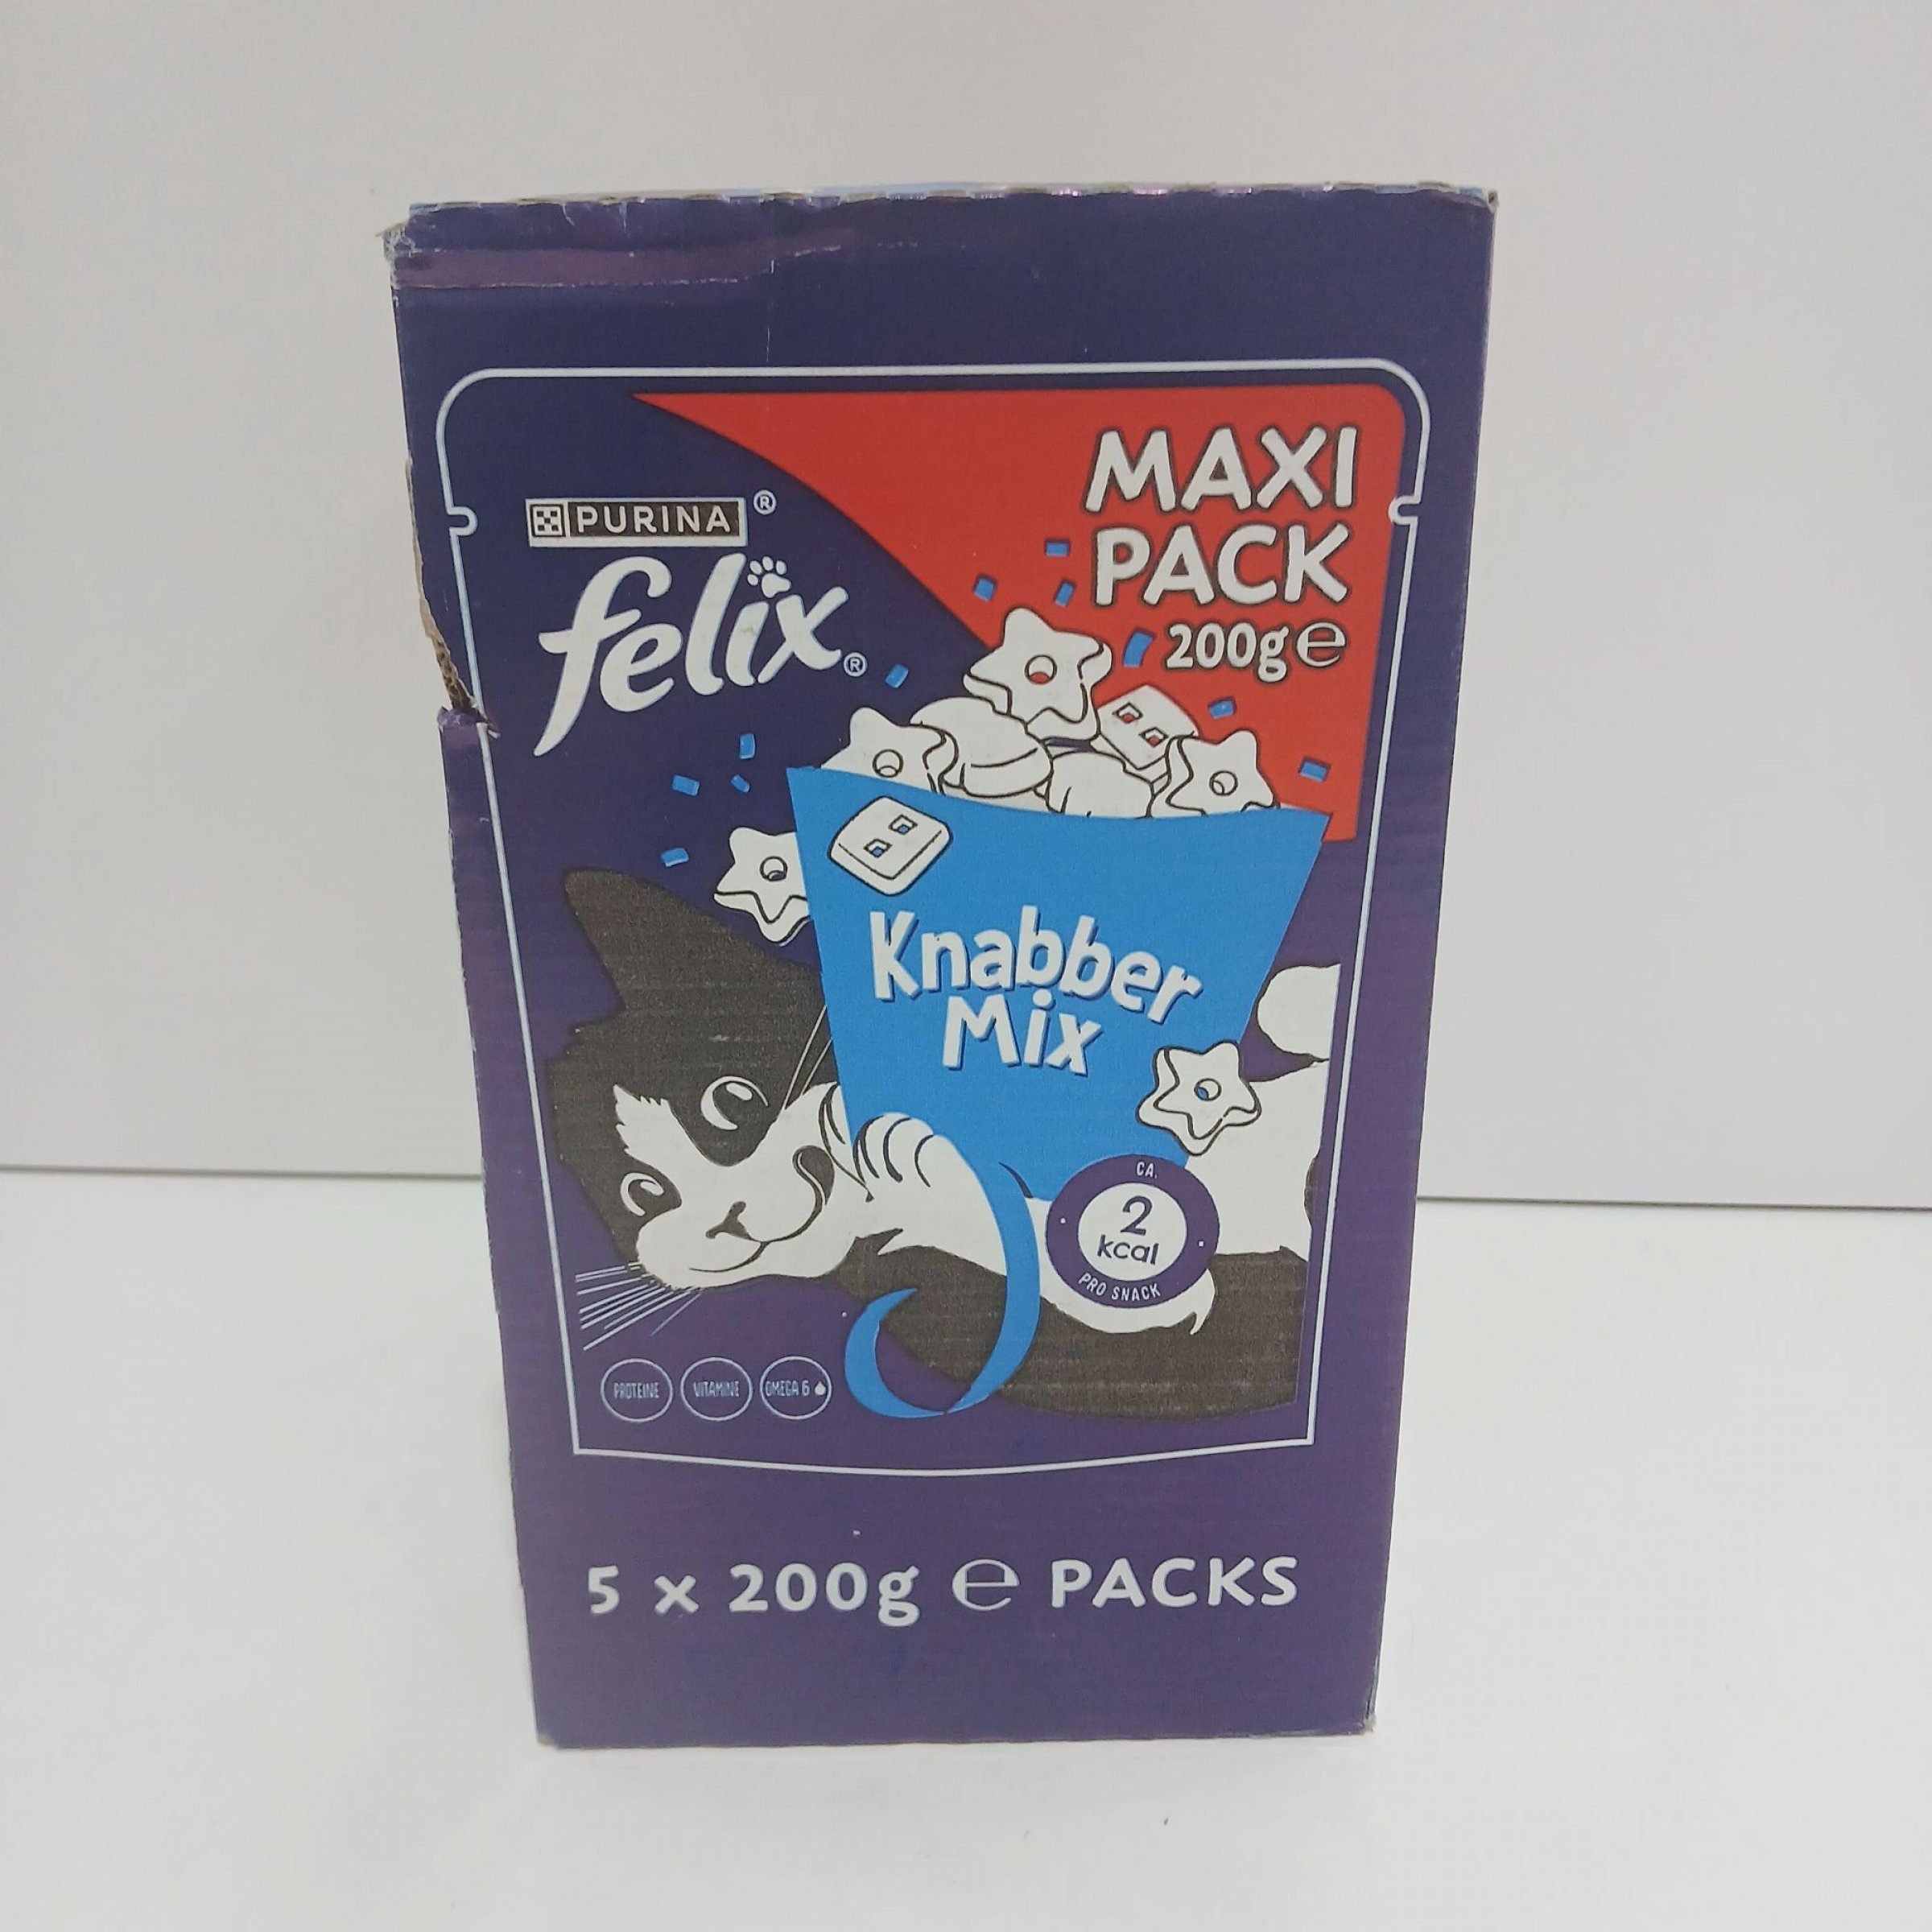 MAXI
PACK
200g ℮
PURINA®
felix®
Knabber
Mix
CA.
2
kcal
PRO SNACK
PROTEINE
VITAMINE
OMEGA 6
5 x 200g ℮ PACKS